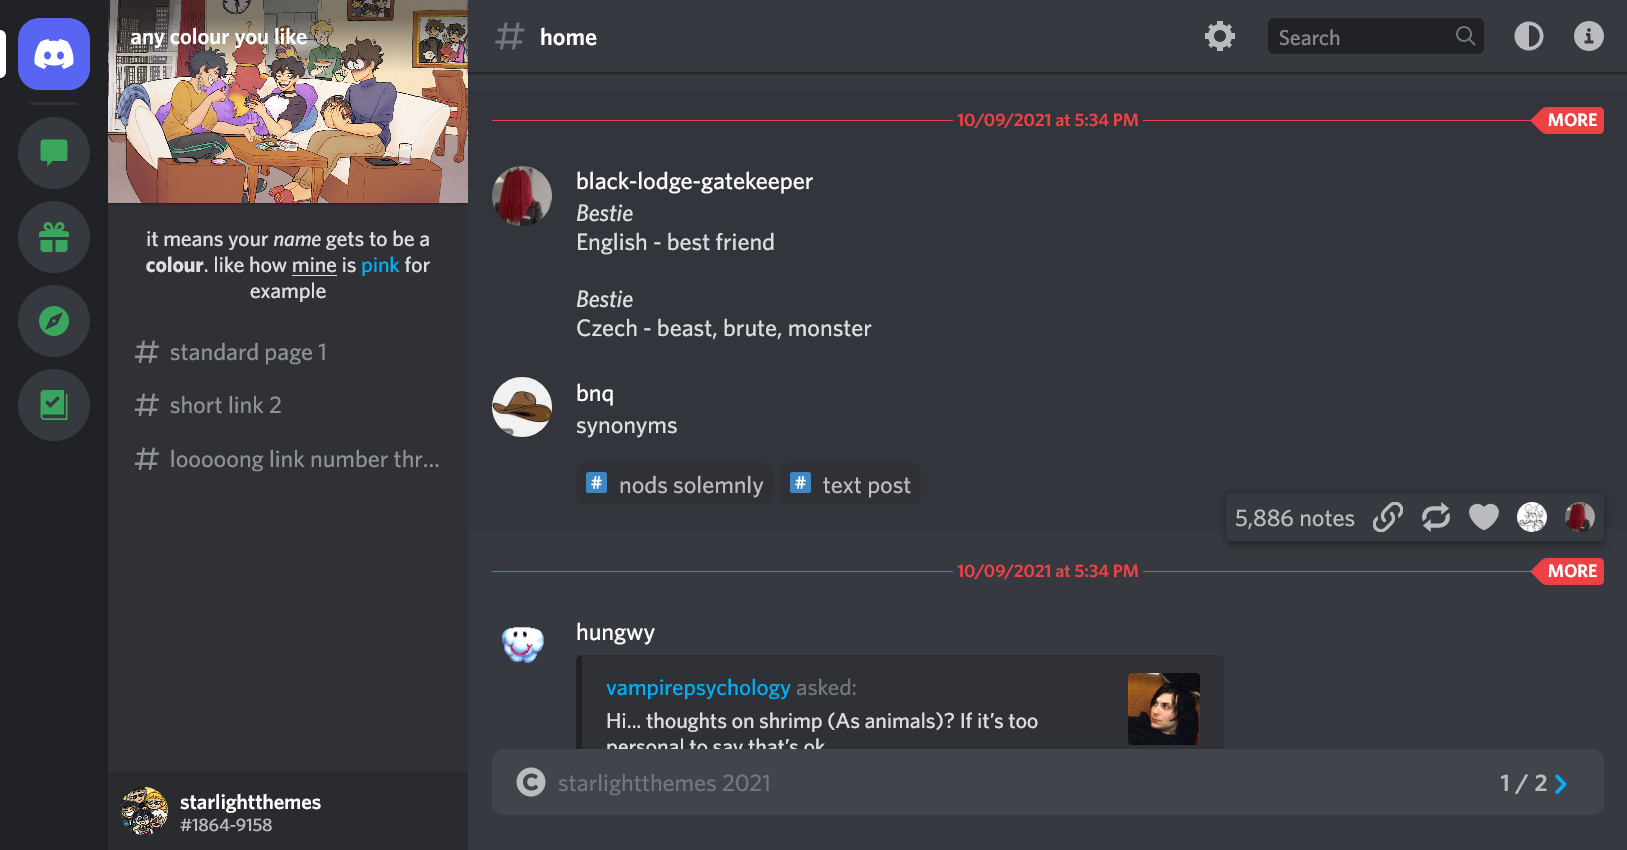 any colour you like
it means your name gets to be a
colour. like how mine is pink for
example
standard page 1
short link 2
looooong link number thr...
starlightthemes
#1864-9158
home
Search
10/09/2021 at 5:34 PM
MORE
black-lodge-gatekeeper
Bestie
English - best friend
Bestie
Czech - beast, brute, monster
bnq
synonyms
# nods solemnly # text post
5,886 notes
10/09/2021 at 5:34 PM
MORE
hungwy
vampirepsychology asked:
Hi... thoughts on shrimp (As animals)? If it's too
personal to say that's ok
starlightthemes 2021
1 / 2